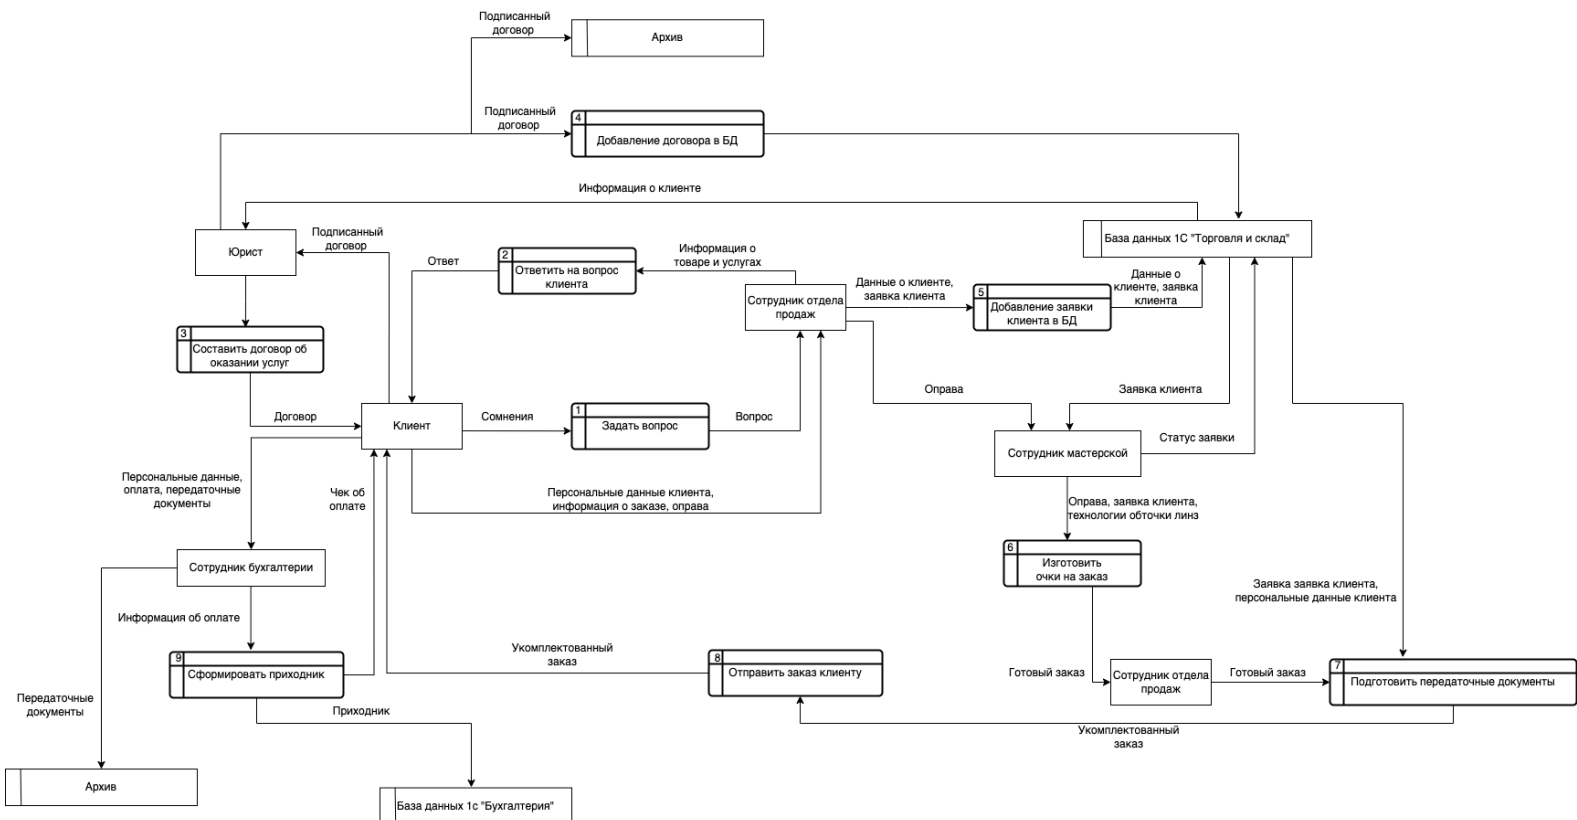 Подписанный
договор
Архив
Подписанный
договор
4
Добавление договора в БД
Информация о клиенте
Юрист
Подписанный
договор
База данных 1С "Торговля и склад"
Ответ
2
Ответить на вопрос
клиента
Информация о
товаре и услугах
Сотрудник отдела
продаж
Данные о клиенте,
заявка клиента
5
Добавление заявки
клиента в БД
Данные о
клиенте, заявка
клиента
3
Составить договор об
оказании услуг
Договор
Клиент
Сомнения
1
Задать вопрос
Вопрос
Оправа
Заявка клиента
Статус заявки
Сотрудник мастерской
Персональные данные,
оплата, передаточные
документы
Чек об
оплате
Персональные данные клиента,
информация о заказе, оправа
Оправа, заявка клиента,
технологии обточки линз
Сотрудник бухгалтерии
6
Изготовить
очки на заказ
Заявка заявка клиента,
персональные данные клиента
Информация об оплате
9
Сформировать приходник
Укомплектованный
заказ
8
Отправить заказ клиенту
Готовый заказ
Сотрудник отдела
продаж
Готовый заказ
7
Подготовить передаточные документы
Передаточные
документы
Приходник
Укомплектованный
заказ
Архив
База данных 1с "Бухгалтерия"